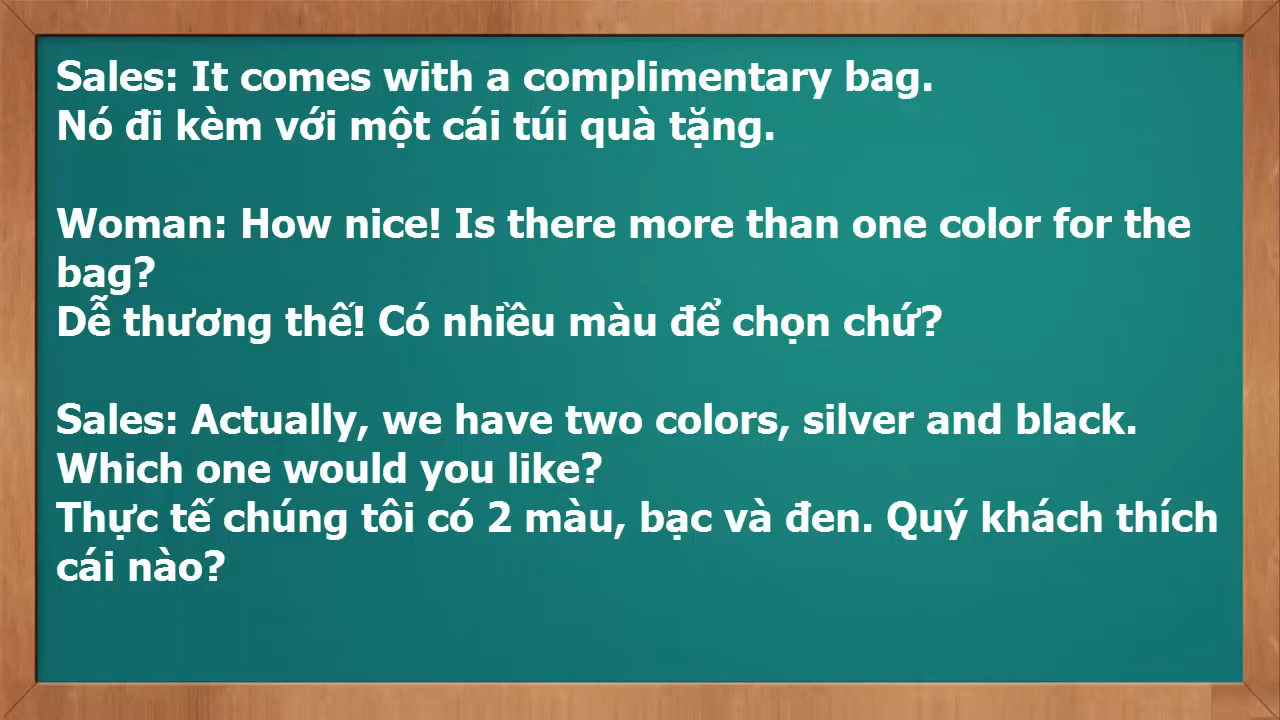 Sales: It comes with a complimentary bag.
Nó đi kèm với một cái túi quà tặng.
Woman: How nice! Is there more than one color for the
bag?
Dễ thương thế! Có nhiều màu để chọn chứ?
Sales: Actually, we have two colors, silver and black.
Which one would you like?
Thực tế chúng tôi có 2 màu, bạc và đen. Quý khách thích
cái nào?